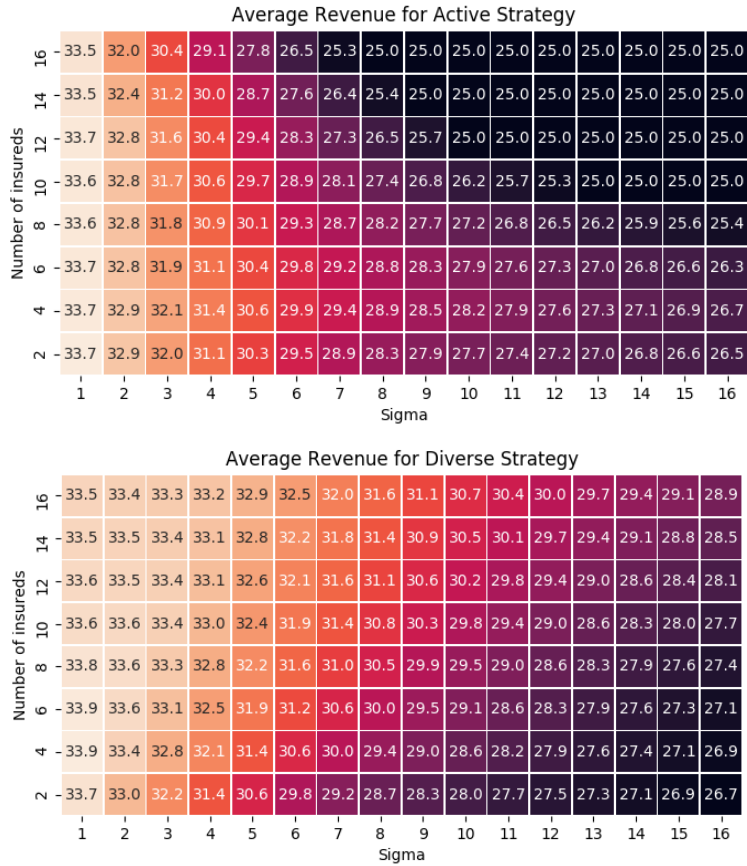 Average Revenue for Active Strategy
Number of insureds
16 33.5 32.0 30.4 29.1 27.8 26.5 25.3 25.0 25.0 25.0 25.0 25.0 25.0 25.0 25.0 25.0
14 33.5 32.4 31.2 30.0 28.7 27.6 26.4 25.4 25.0 25.0 25.0 25.0 25.0 25.0 25.0 25.0
12 33.7 32.8 31.6 30.4 29.4 28.3 27.3 26.5 25.7 25.0 25.0 25.0 25.0 25.0 25.0 25.0
10 33.6 32.8 31.7 30.6 29.7 28.9 28.1 27.4 26.8 26.2 25.7 25.3 25.0 25.0 25.0 25.0
8 33.6 32.8 31.8 30.9 30.1 29.3 28.7 28.2 27.7 27.2 26.8 26.5 26.2 25.9 25.6 25.4
6 33.7 32.8 31.9 31.1 30.4 29.8 29.2 28.8 28.3 27.9 27.6 27.3 27.0 26.8 26.6 26.3
4 33.7 32.9 32.1 31.4 30.6 29.9 29.4 28.9 28.5 28.2 27.9 27.6 27.3 27.1 26.9 26.7
2 33.7 32.9 32.0 31.1 30.3 29.5 28.9 28.3 27.9 27.7 27.4 27.2 27.0 26.8 26.6 26.5
1 2 3 4 5 6 7 8 9 10 11 12 13 14 15 16
Sigma
Average Revenue for Diverse Strategy
Number of insureds
16 33.5 33.4 33.3 33.2 32.9 32.5 32.0 31.6 31.1 30.7 30.4 30.0 29.7 29.4 29.1 28.9
14 33.5 33.5 33.4 33.1 32.8 32.2 31.8 31.4 30.9 30.5 30.1 29.7 29.4 29.1 28.8 28.5
12 33.6 33.5 33.4 33.1 32.6 32.1 31.6 31.1 30.6 30.2 29.8 29.4 29.0 28.6 28.4 28.1
10 33.6 33.6 33.4 33.0 32.4 31.9 31.4 30.8 30.3 29.8 29.4 29.0 28.6 28.3 28.0 27.7
8 33.8 33.6 33.3 32.8 32.2 31.6 31.0 30.5 29.9 29.5 29.0 28.6 28.3 27.9 27.6 27.4
6 33.9 33.6 33.1 32.5 31.9 31.2 30.6 30.0 29.5 29.1 28.6 28.3 27.9 27.6 27.3 27.1
4 33.9 33.4 32.8 32.1 31.4 30.6 30.0 29.4 29.0 28.6 28.2 27.9 27.6 27.4 27.1 26.9
2 33.7 33.0 32.2 31.4 30.6 29.8 29.2 28.7 28.3 28.0 27.7 27.5 27.3 27.1 26.9 26.7
1 2 3 4 5 6 7 8 9 10 11 12 13 14 15 16
Sigma